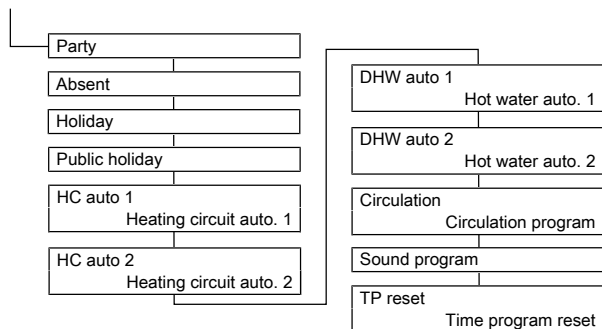 Party
Absent
Holiday
Public holiday
HC auto 1
Heating circuit auto. 1
HC auto 2
Heating circuit auto. 2
DHW auto 1
Hot water auto. 1
DHW auto 2
Hot water auto. 2
Circulation
Circulation program
Sound program
TP reset
Time program reset